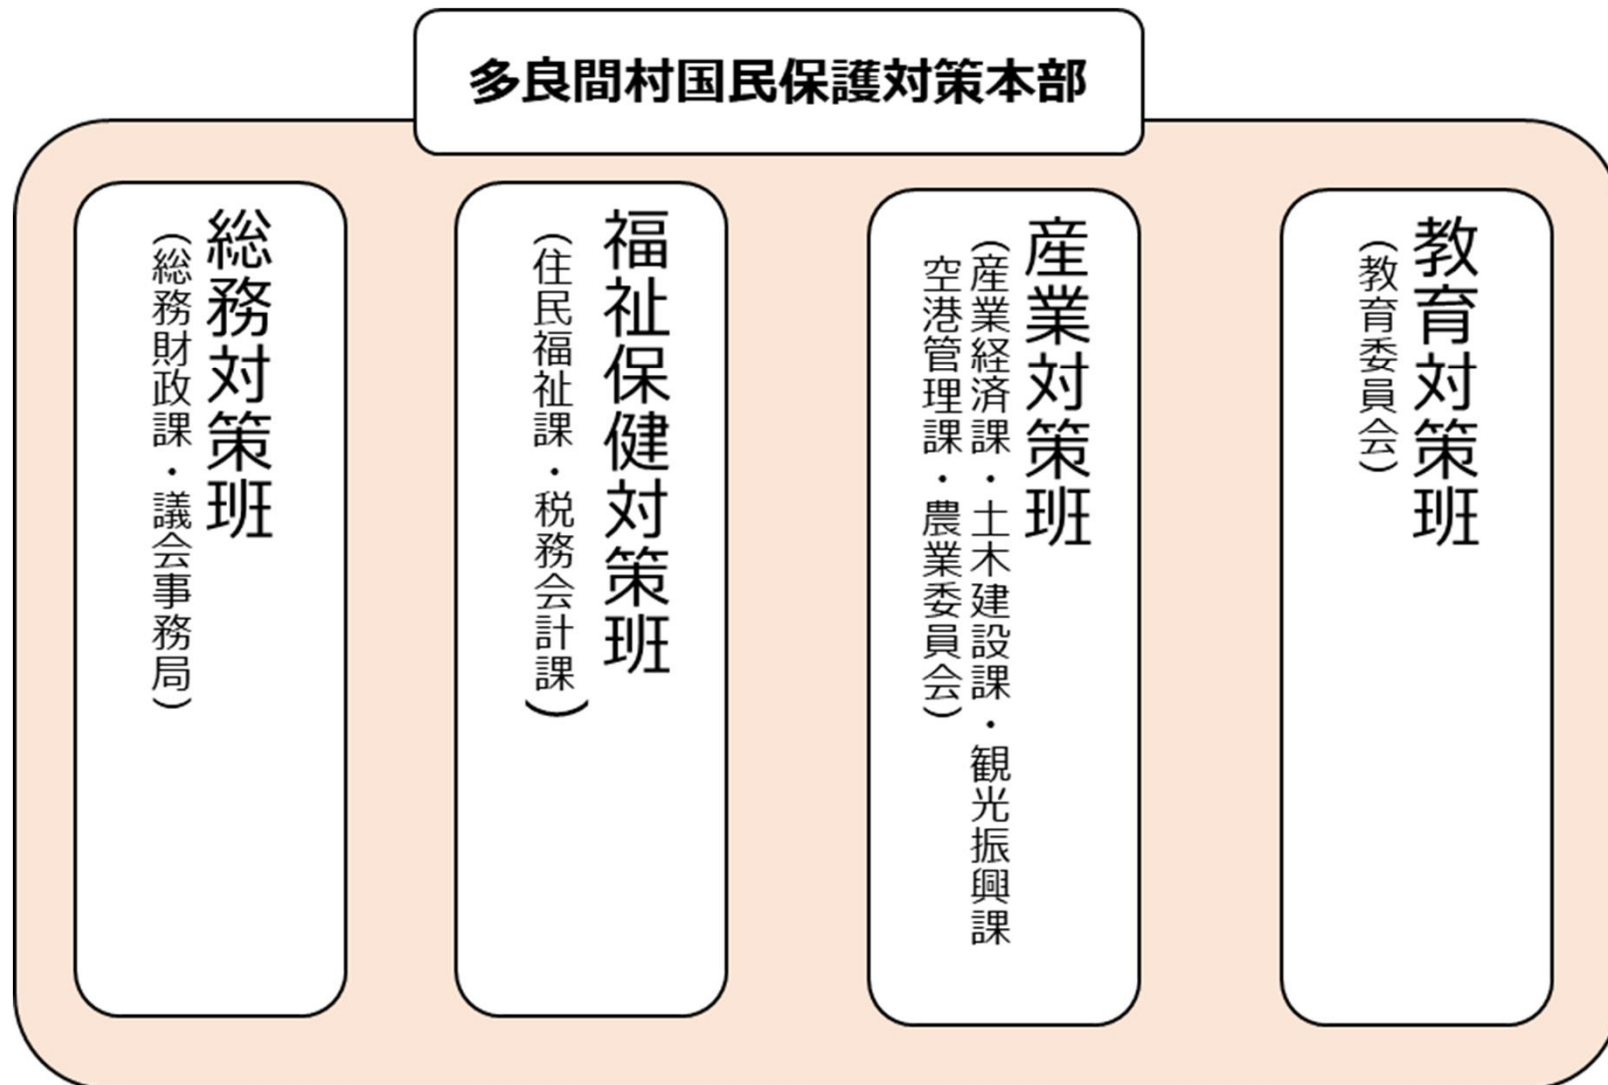 多良間村国民保護対策本部
総務対策班
（総務財政課・議会事務局）
福祉保健対策班
（住民福祉課・税務会計課）
産業対策班
（産業経済課・土木建設課・観光振興課
空港管理課・農業委員会）
教育対策班
（教育委員会）